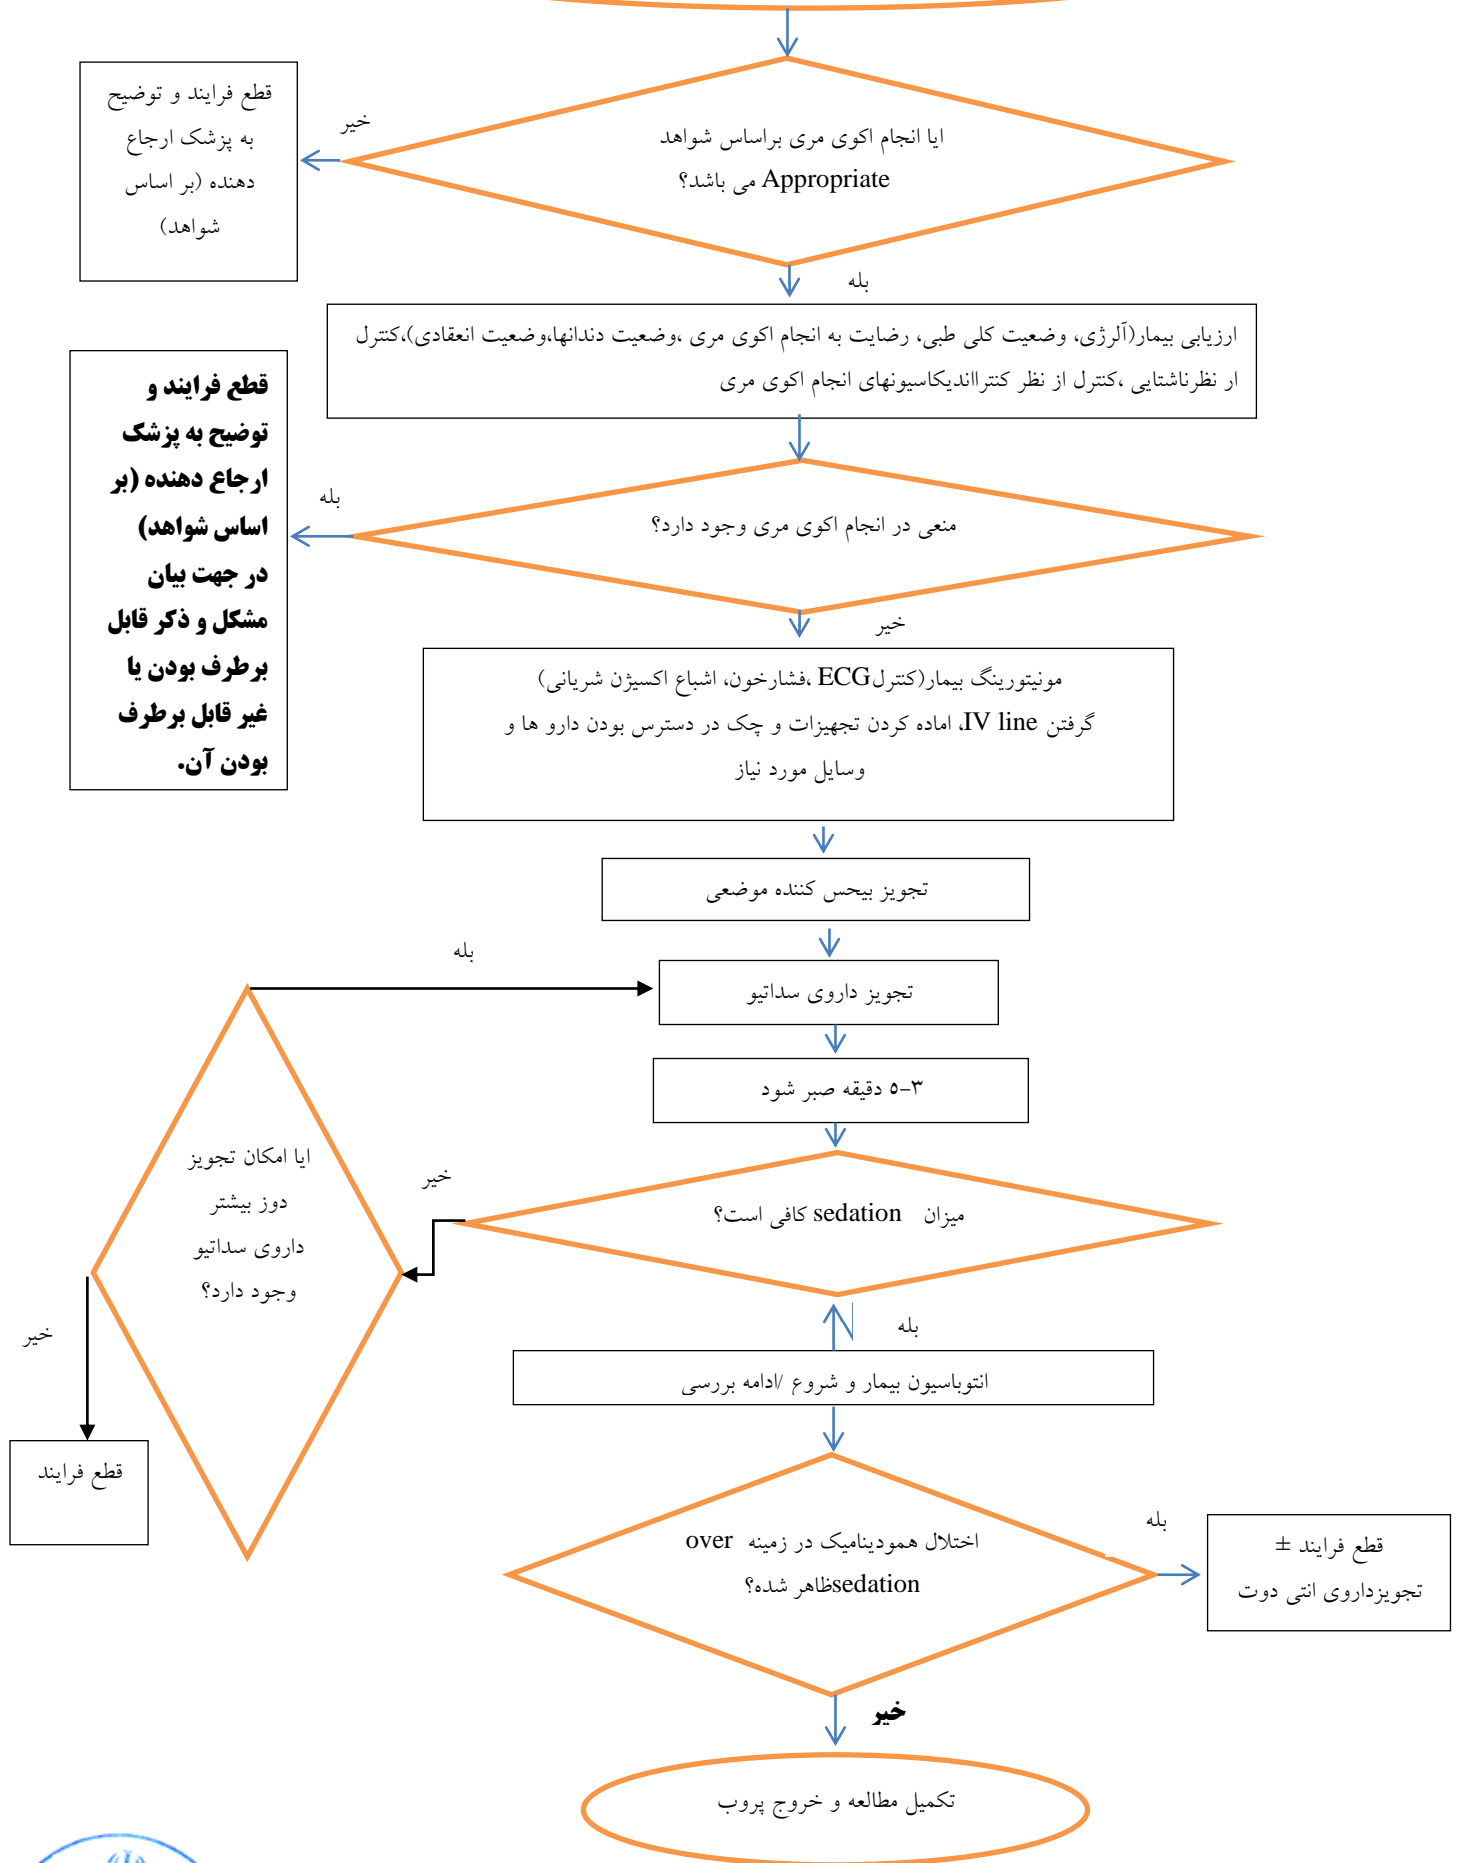 ایا انجام اکوی مری براساس شواهد
Appropriate می باشد؟
خیر
قطع فرایند و توضیح
به پزشک ارجاع
دهنده (بر اساس
شواهد)
بله
ارزیابی بیمار(آلرژی، وضعیت کلی طبی، رضایت به انجام اکوی مری ،وضعیت دندانها،وضعیت انعقادی)،کنترل
ار نظرناشتایی ،کنترل از نظر کنترااندیکاسیونهای انجام اکوی مری
منعی در انجام اکوی مری وجود دارد؟
بله
قطع فرایند و
توضیح به پزشک
ارجاع دهنده (بر
اساس شواهد)
در جهت بیان
مشکل و ذکر قابل
برطرف بودن یا
غیر قابل برطرف
بودن آن.
خیر
مونیتورینگ بیمار(کنترلECG ،فشارخون، اشباع اکسیژن شریانی)
گرفتن IV line، اماده کردن تجهیزات و چک در دسترس بودن دارو ها و
وسایل مورد نیاز
تجویز بیحس کننده موضعی
تجویز داروی سداتیو
بله
۳-۵ دقیقه صبر شود
میزان sedation کافی است؟
خیر
ایا امکان تجویز
دوز بیشتر
داروی سداتیو
وجود دارد؟
خیر
قطع فرایند
بله
انتوباسیون بیمار و شروع /ادامه بررسی
اختلال همودینامیک در زمینه over
sedationظاهر شده؟
بله
قطع فرایند ±
تجویزداروی انتی دوت
خیر
تکمیل مطالعه و خروج پروب